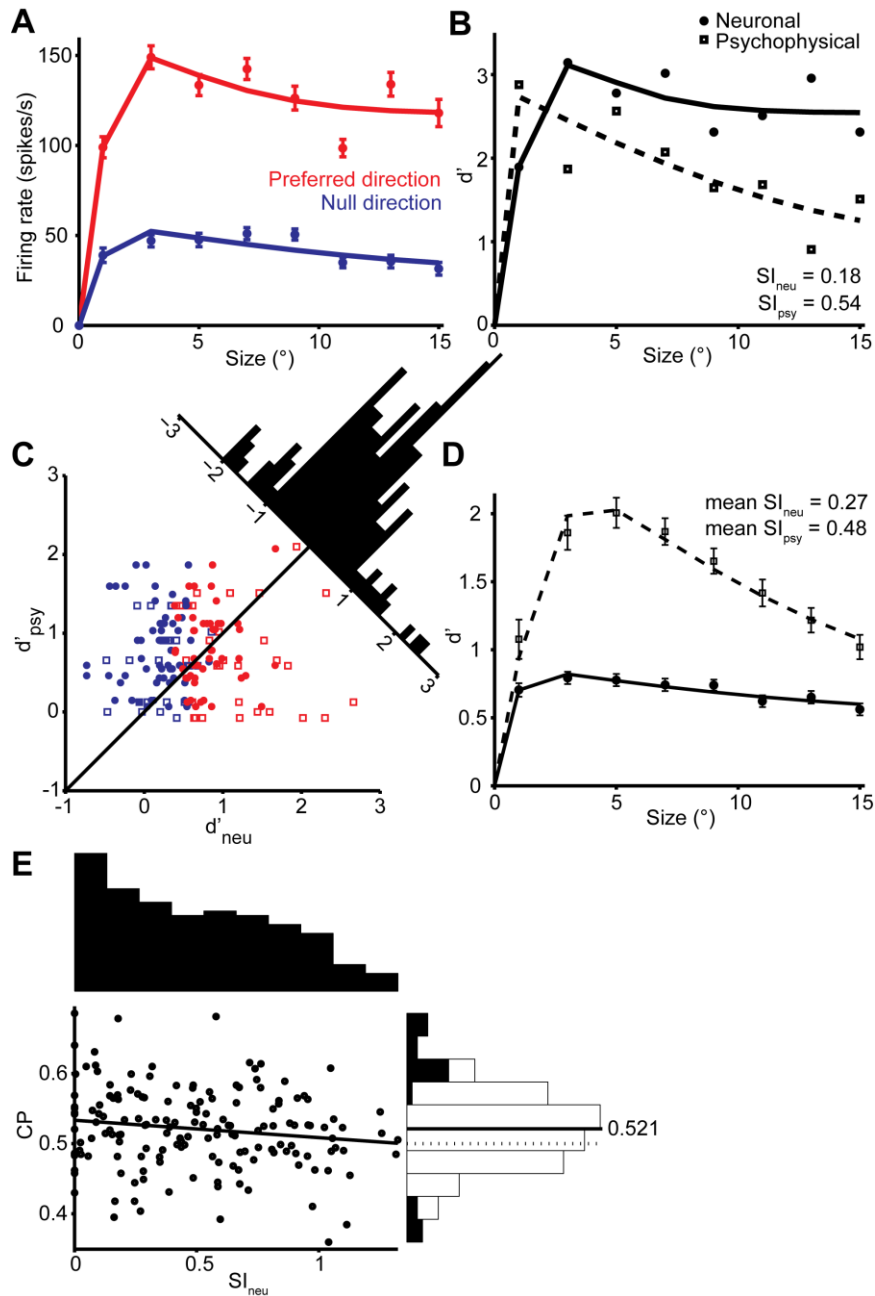 A
Firing rate (spikes/s)
150
100
50
0
Preferred direction
Null direction
0
5
10
15
Size (°)
B
Neuronal
Psychophysical
d'
3
2
1
0
SIneu = 0.18
SIpsy = 0.54
0
5
10
15
Size (°)
C
-3
-2
-1
1
2
3
d'psy
3
2
1
0
-1
-1
0
1
2
3
d'neu
D
mean SIneu = 0.27
mean SIpsy = 0.48
d'
2
1.5
1
0.5
0
0
5
10
15
Size (°)
E
CP
0.6
0.5
0.4
0
0.5
1
SIneu
0.521